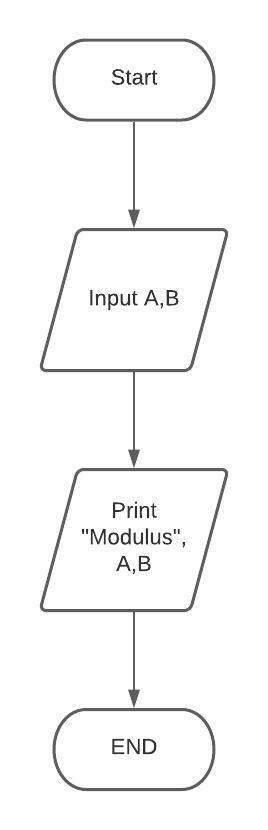 Start
Input A,B
Print
"Modulus",
A,B
END